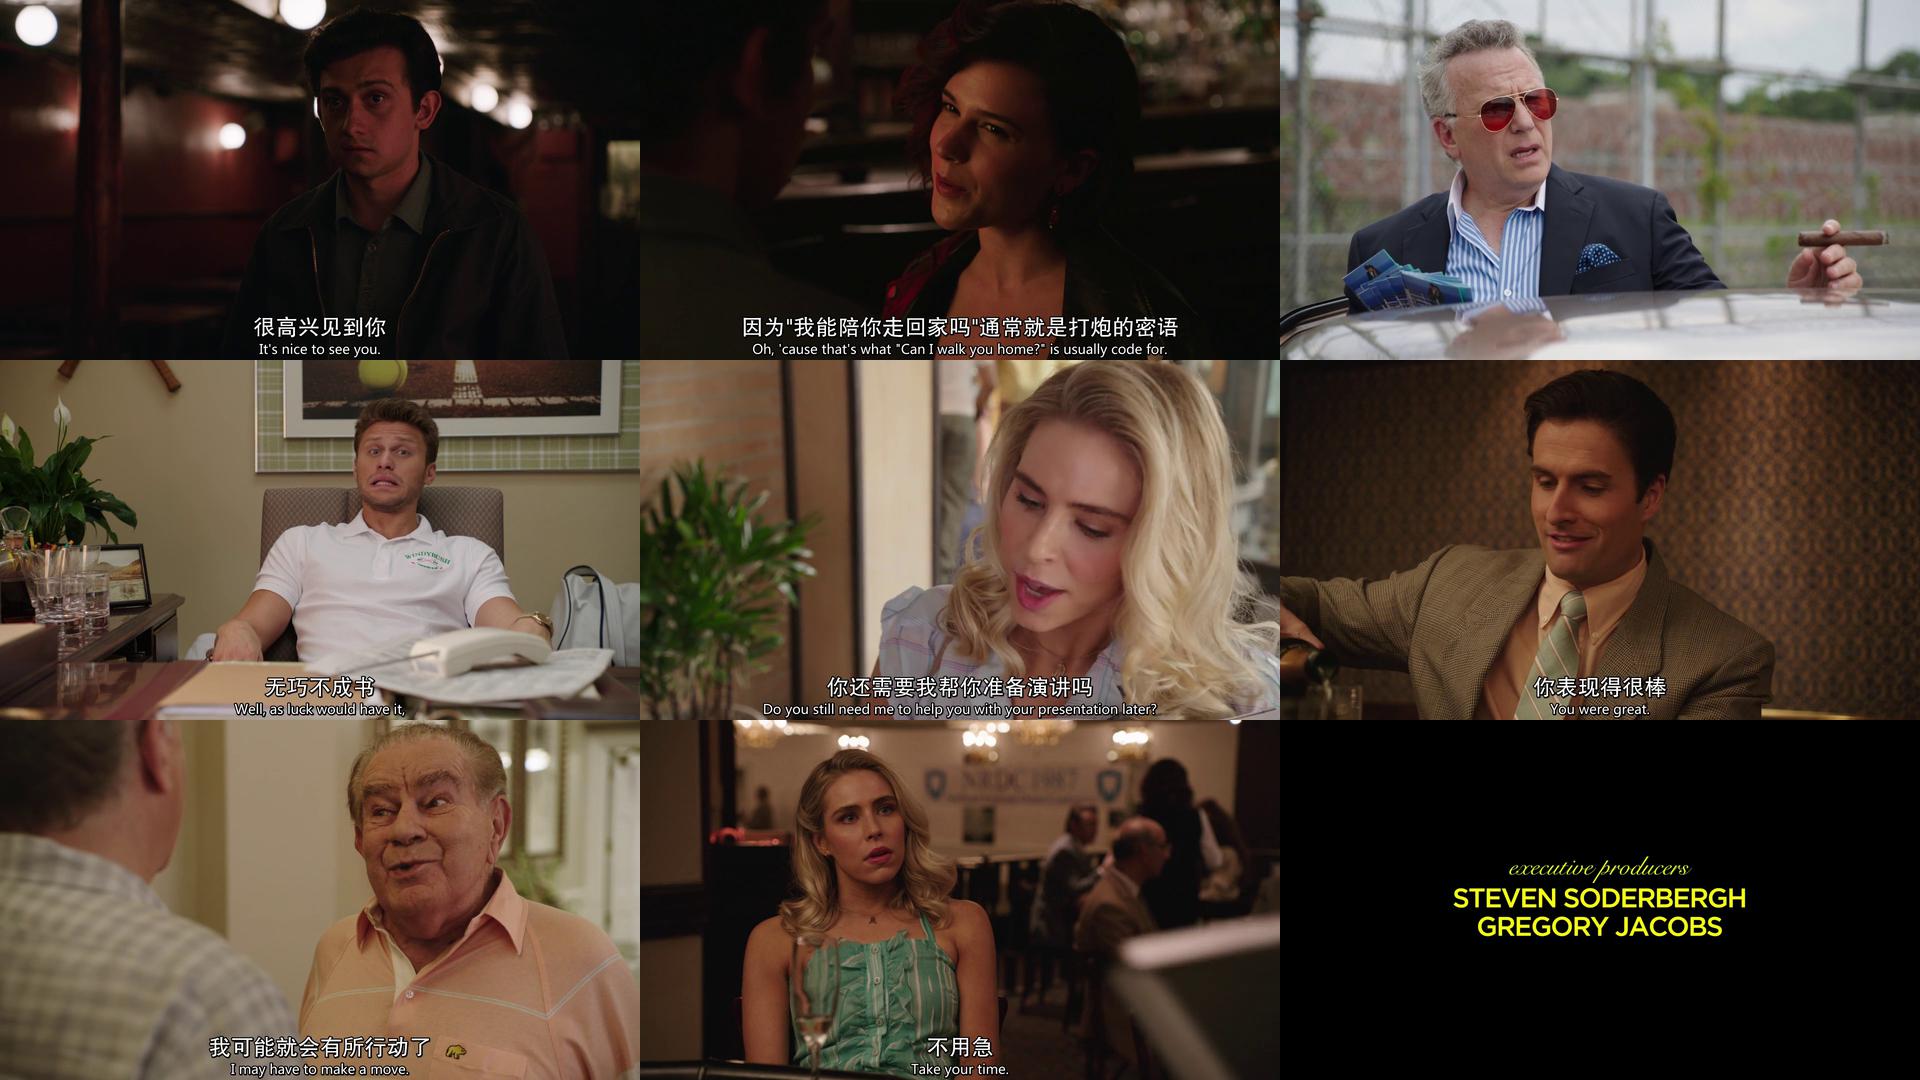 很高兴见到你
It's nice to see you.
因为"我能陪你走回家吗"通常就是打炮的密语
Oh, 'cause that's what "Can I walk you home?" is usually code for.
WINDYBUSH
无巧不成书
Well, as luck would have it,
你还需要我帮你准备演讲吗
Do you still need me to help you with your presentation later?
你表现得很棒
You were great.
我可能就会有所行动了
I may have to make a move.
NRDC 1987
不用急
Take your time.
executive producers
STEVEN SODERBERGH
GREGORY JACOBS